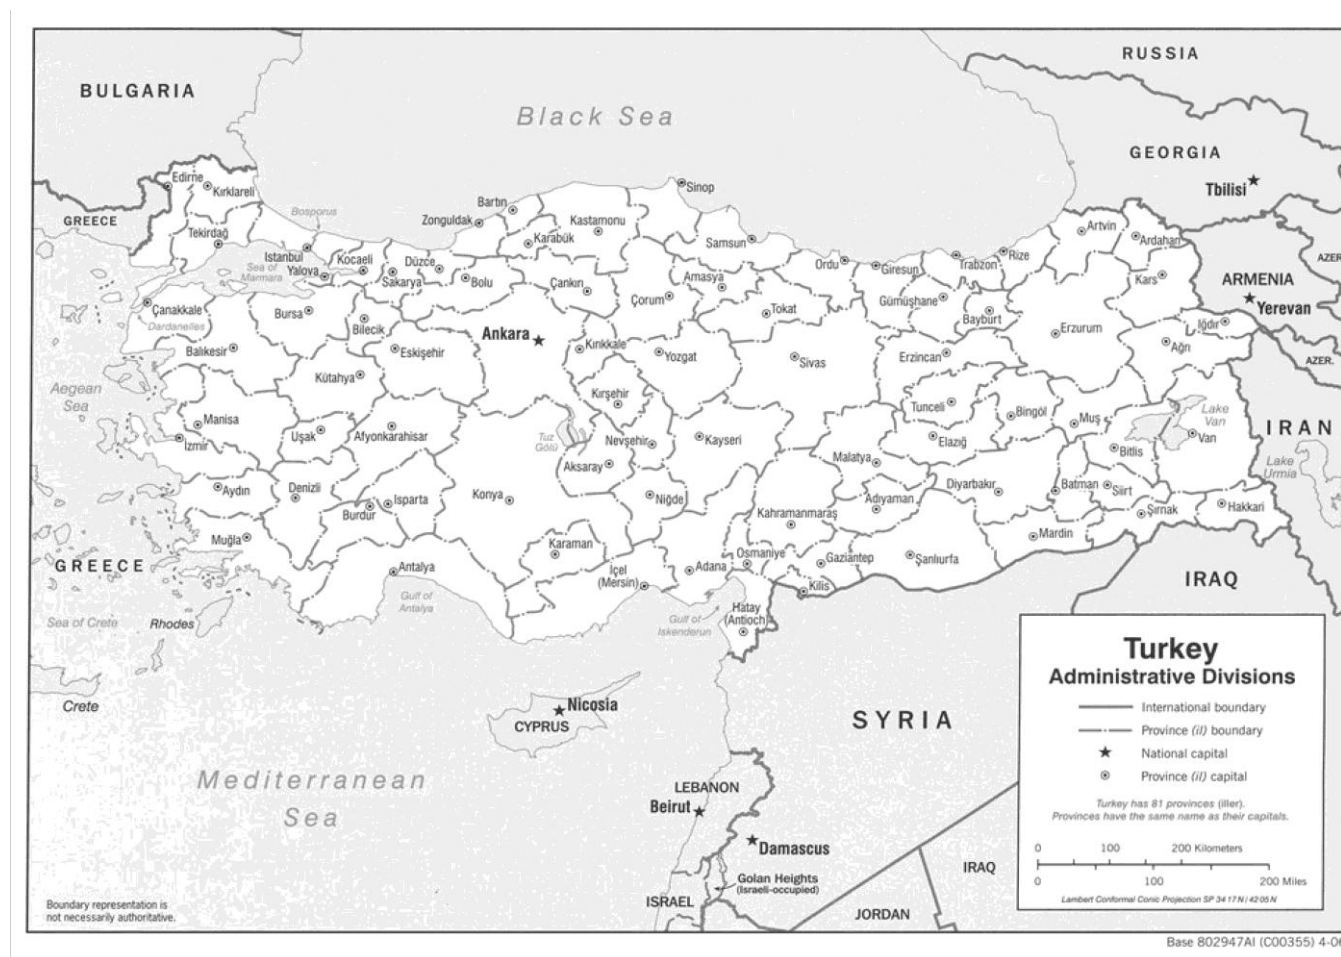 RUSSIA
BULGARIA
Black Sea
GEORGIA
Tbilisi
Edirne
Kırklareli
Sinop
GREECE
Bosporus
Bartın
Zonguldak
Kastamonu
Karabük
Samsun
Artvin
Ardahan
Tekirdağ
Istanbul
Sea of
Marmara
Yalova
Kocaeli
Sakarya
Düzce
Bolu
Çankırı
Amasya
Çorum
Ordu
Giresun
Trabzon
Rize
Kars
AZER
ARMENIA
Yerevan
Çanakkale
Dardanelles
Bursa
Bilecik
Ankara
Tokat
Gümüşhane
Bayburt
Erzurum
Iğdır
Balıkesir
Eskişehir
Kırıkkale
Yozgat
Sivas
Erzincan
Ağrı
AZER.
Aegean
Sea
Kütahya
Kırşehir
Tunceli
Bingöl
Muş
Lake
Van
IRAN
Manisa
İzmir
Uşak
Afyonkarahisar
Tuz
Gölü
Nevşehir
Kayseri
Elazığ
Van
Bitlis
Aksaray
Malatya
Lake
Urmia
Aydın
Denizli
Isparta
Burdur
Konya
Niğde
Kahramanmaraş
Adıyaman
Diyarbakır
Batman
Siirt
Şırnak
Hakkari
Muğla
Karaman
Mardin
GREECE
Antalya
İçel
(Mersin)
Adana
Osmaniye
Gaziantep
Şanlıurfa
Kilis
IRAQ
Gulf of
Antalya
Gulf of
Iskenderun
Hatay
(Antioch)
Sea of Crete
Rhodes
Crete
Nicosia
CYPRUS
SYRIA
Mediterranean
Sea
LEBANON
Beirut
Damascus
Golan Heights
(Israeli-occupied)
ISRAEL
JORDAN
IRAQ
Turkey
Administrative Divisions
International boundary
Province (il) boundary
National capital
Province (il) capital
Turkey has 81 provinces (iller).
Provinces have the same name as their capitals.
0 100 200 Kilometers
0 100 200 Miles
Lambert Conformal Conic Projection SP 34 17 N / 42 05 N
Boundary representation is
not necessarily authoritative.
Base 802947AI (C00355) 4-06